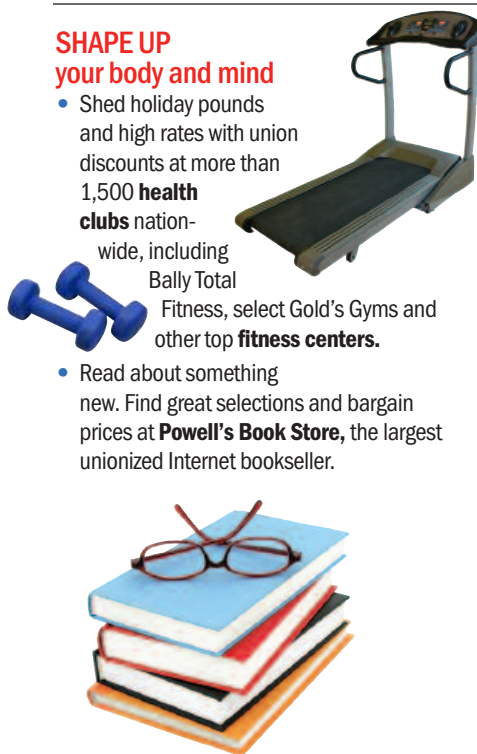 SHAPE UP
your body and mind
• Shed holiday pounds
and high rates with union
discounts at more than
1,500 health
clubs nation-
wide, including
Bally Total
Fitness, select Gold's Gyms and
other top fitness centers.
• Read about something
new. Find great selections and bargain
prices at Powell's Book Store, the largest
unionized Internet bookseller.